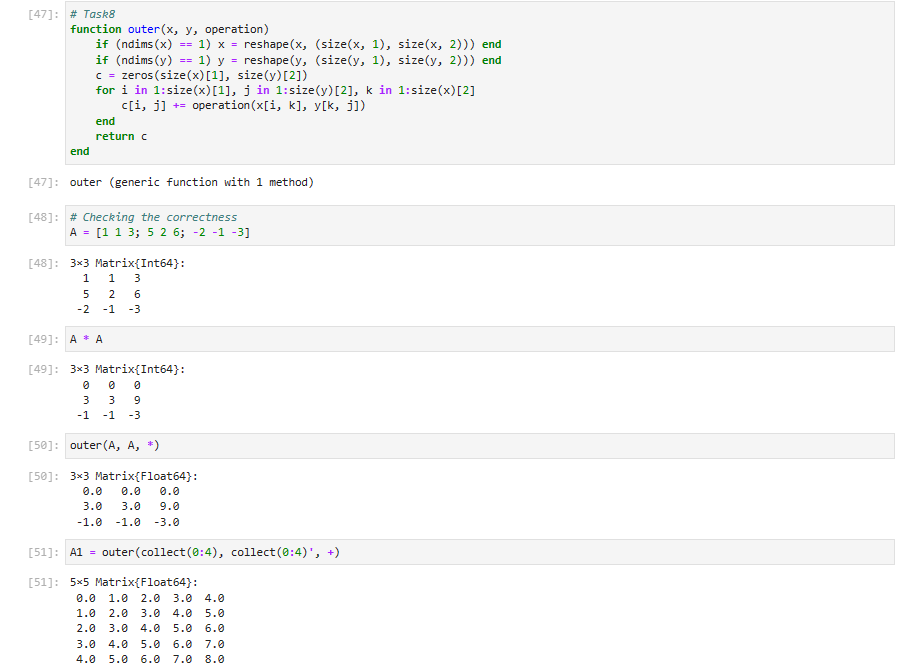 [47]: # Task8
function outer(x, y, operation)
    if (ndims(x) == 1) x = reshape(x, (size(x, 1), size(x, 2))) end
    if (ndims(y) == 1) y = reshape(y, (size(y, 1), size(y, 2))) end
    c = zeros(size(x)[1], size(y)[2])
    for i in 1:size(x)[1], j in 1:size(y)[2], k in 1:size(x)[2]
        c[i, j] += operation(x[i, k], y[k, j])
    end
    return c
end
[47]: outer (generic function with 1 method)
[48]: # Checking the correctness
A = [1 1 3; 5 2 6; -2 -1 -3]
[48]: 3×3 Matrix{Int64}:
  1   1   3
  5   2   6
 -2  -1  -3
[49]: A * A
[49]: 3×3 Matrix{Int64}:
  0   0   0
  3   3   9
 -1  -1  -3
[50]: outer(A, A, *)
[50]: 3×3 Matrix{Float64}:
  0.0   0.0   0.0
  3.0   3.0   9.0
 -1.0  -1.0  -3.0
[51]: A1 = outer(collect(0:4), collect(0:4)', +)
[51]: 5×5 Matrix{Float64}:
 0.0  1.0  2.0  3.0  4.0
 1.0  2.0  3.0  4.0  5.0
 2.0  3.0  4.0  5.0  6.0
 3.0  4.0  5.0  6.0  7.0
 4.0  5.0  6.0  7.0  8.0